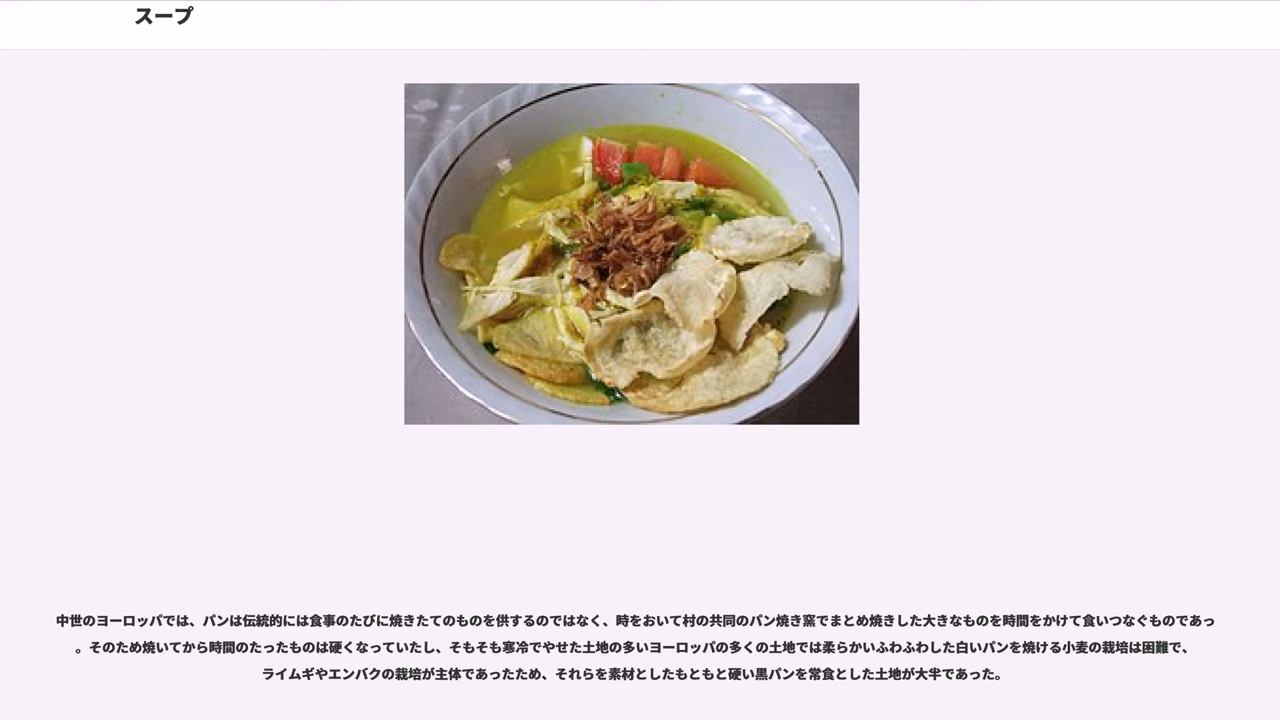 スープ
中世のヨーロッパでは、パンは伝統的には食事のたびに焼きたてのものを供するのではなく、時をおいて村の共同のパン焼き窯でまとめ焼きした大きなものを時間をかけて食いつなぐものであっ
。そのため焼いてから時間のたったものは硬くなっていたし、そもそも寒冷でやせた土地の多いヨーロッパの多くの土地では柔らかいふわふわした白いパンを焼ける小麦の栽培は困難で、
ライムギやエンバクの栽培が主体であったため、それらを素材としたもともと硬い黒パンを常食とした土地が大半であった。